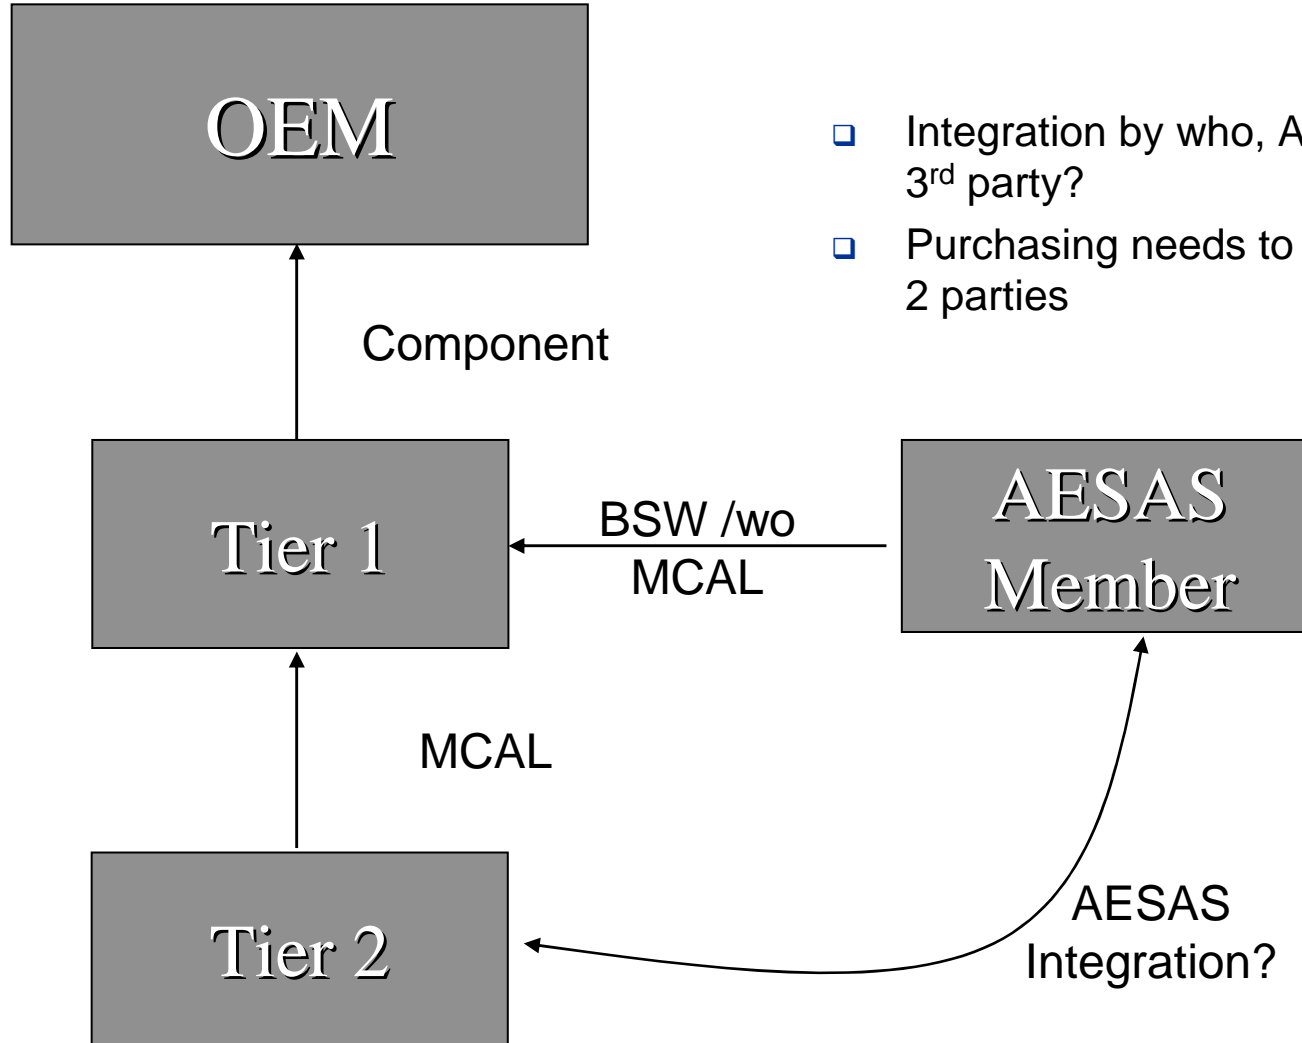 OEM
Integration by who, A
3rd party?
Purchasing needs to
2 parties
Component
Tier 1
BSW /wo
MCAL
AESAS
Member
MCAL
Tier 2
AESAS
Integration?